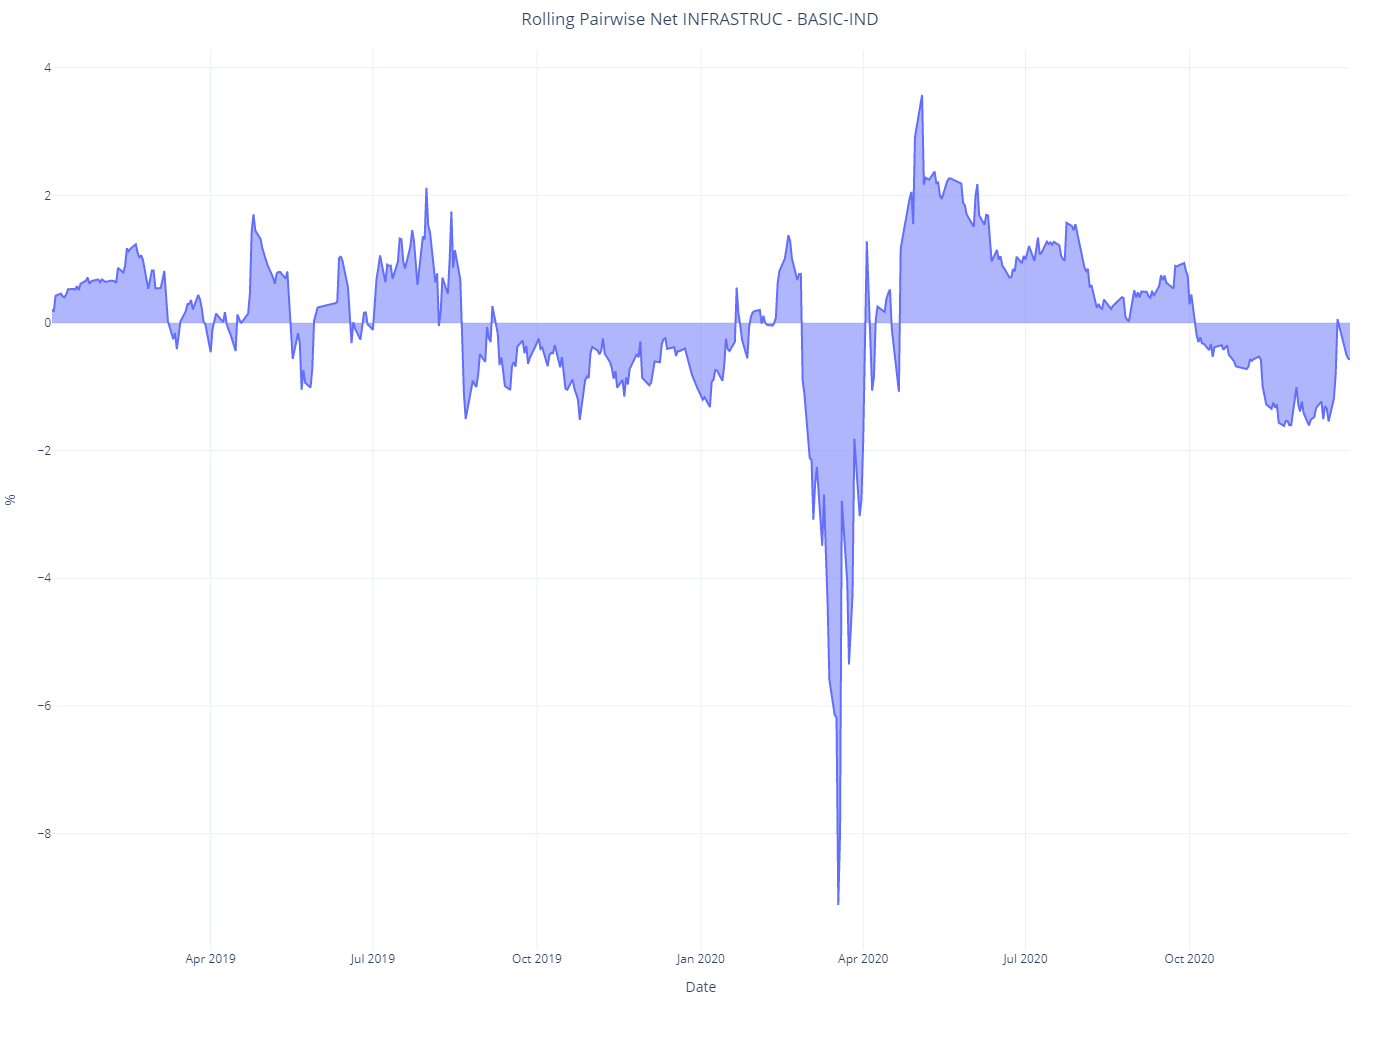 Rolling Pairwise Net INFRASTRUC - BASIC-IND
4
2
0
−2
−4
−6
−8
%
Apr 2019
Jul 2019
Oct 2019
Jan 2020
Apr 2020
Jul 2020
Oct 2020
Date